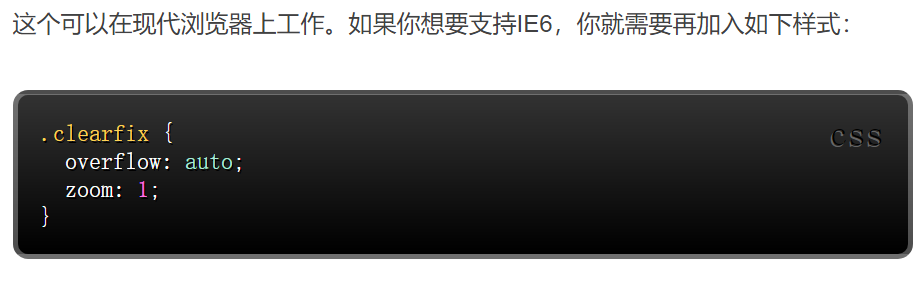 这个可以在现代浏览器上工作。如果你想要支持IE6，你就需要再加入如下样式：
CSS
.clearfix {
  overflow: auto;
  zoom: 1;
}